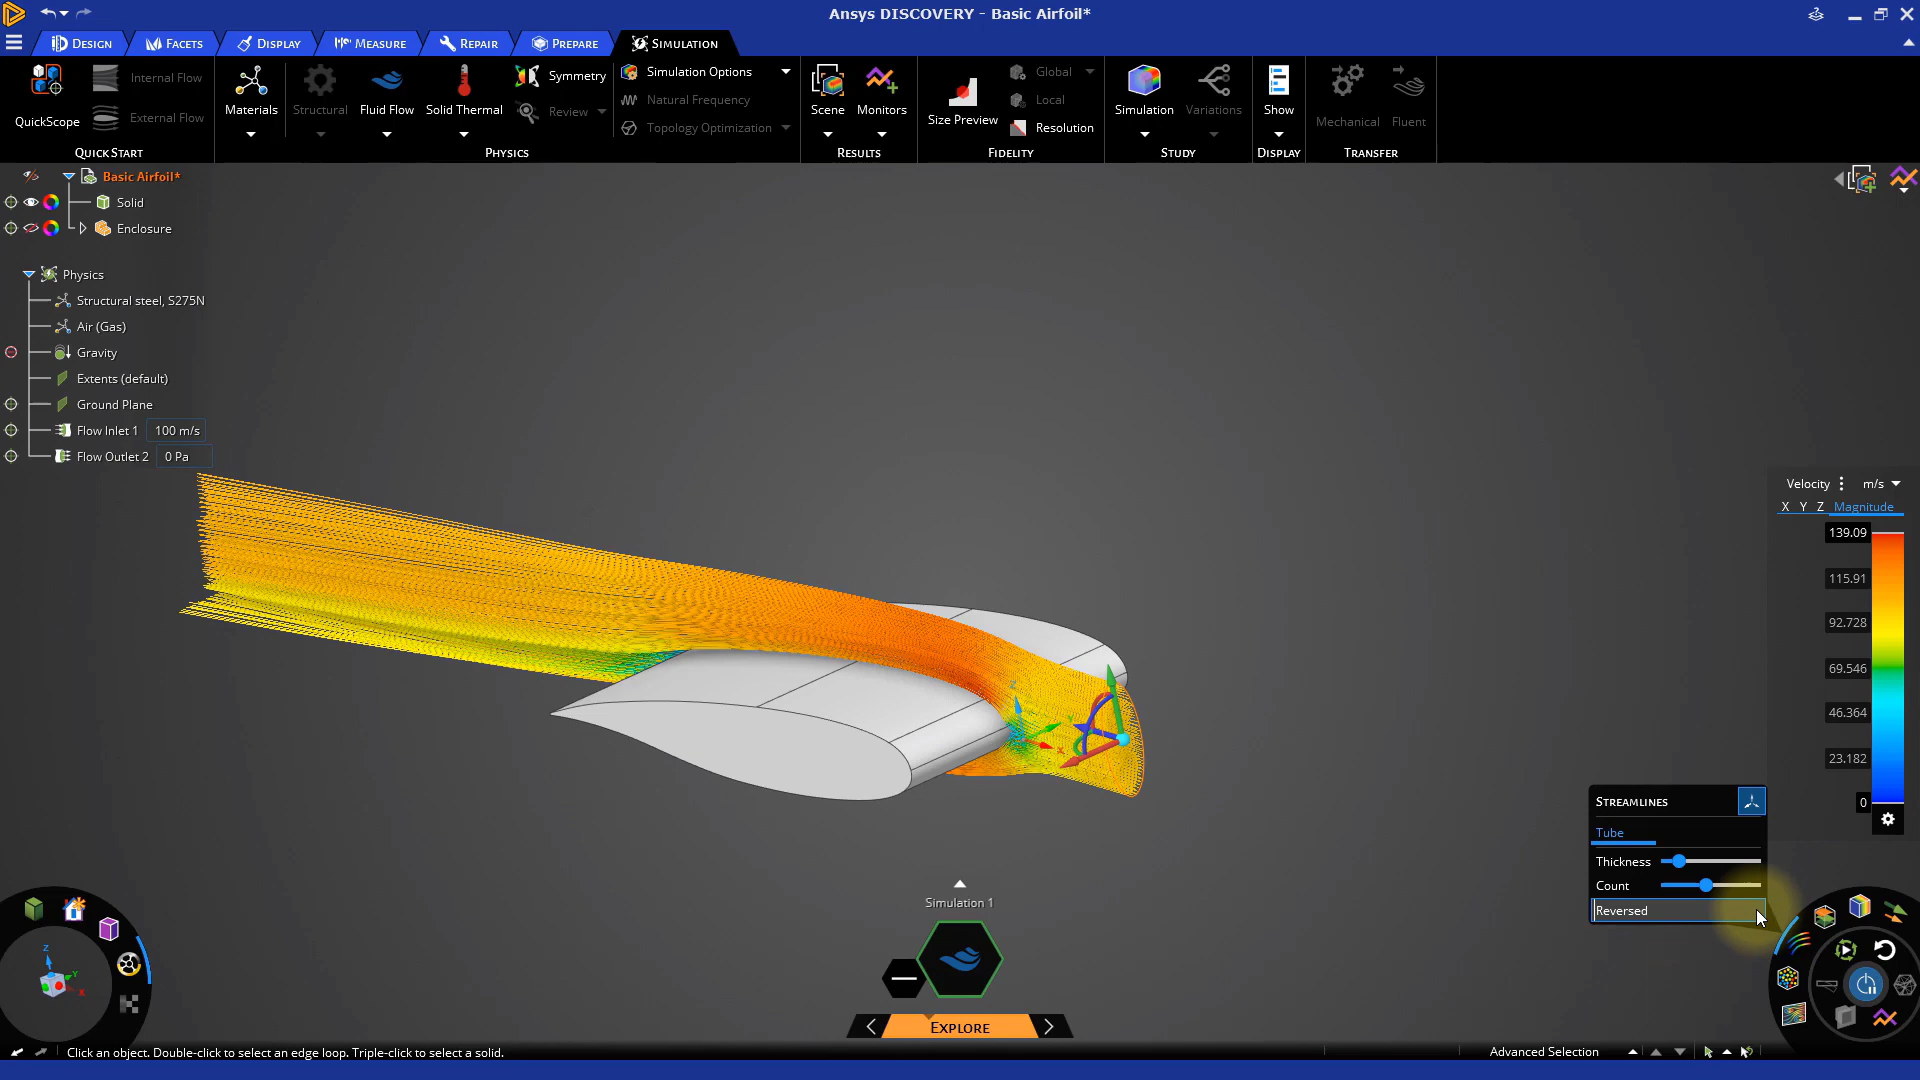 Ansys DISCOVERY - Basic Airfoil*
DESIGN
FACETS
DISPLAY
MEASURE
REPAIR
PREPARE
SIMULATION
QuickScope
Internal Flow
External Flow
QUICK START
Materials
Structural
Fluid Flow
Solid Thermal
Symmetry
Review
Simulation Options
Natural Frequency
Topology Optimization
PHYSICS
Scene
Monitors
RESULTS
Size Preview
Global
Local
Resolution
FIDELITY
Simulation
Variations
STUDY
Show
DISPLAY
Mechanical
Fluent
TRANSFER
Basic Airfoil*
Solid
Enclosure
Physics
Structural steel, S275N
Air (Gas)
Gravity
Extents (default)
Ground Plane
Flow Inlet 1 100 m/s
Flow Outlet 2 0 Pa
Velocity m/s
X Y Z Magnitude
139.09
115.91
92.728
69.546
46.364
23.182
0
STREAMLINES
Tube
Thickness
Count
Reversed
Simulation 1
EXPLORE
Z
Y
X
Z
Y
X
Click an object. Double-click to select an edge loop. Triple-click to select a solid.
Advanced Selection